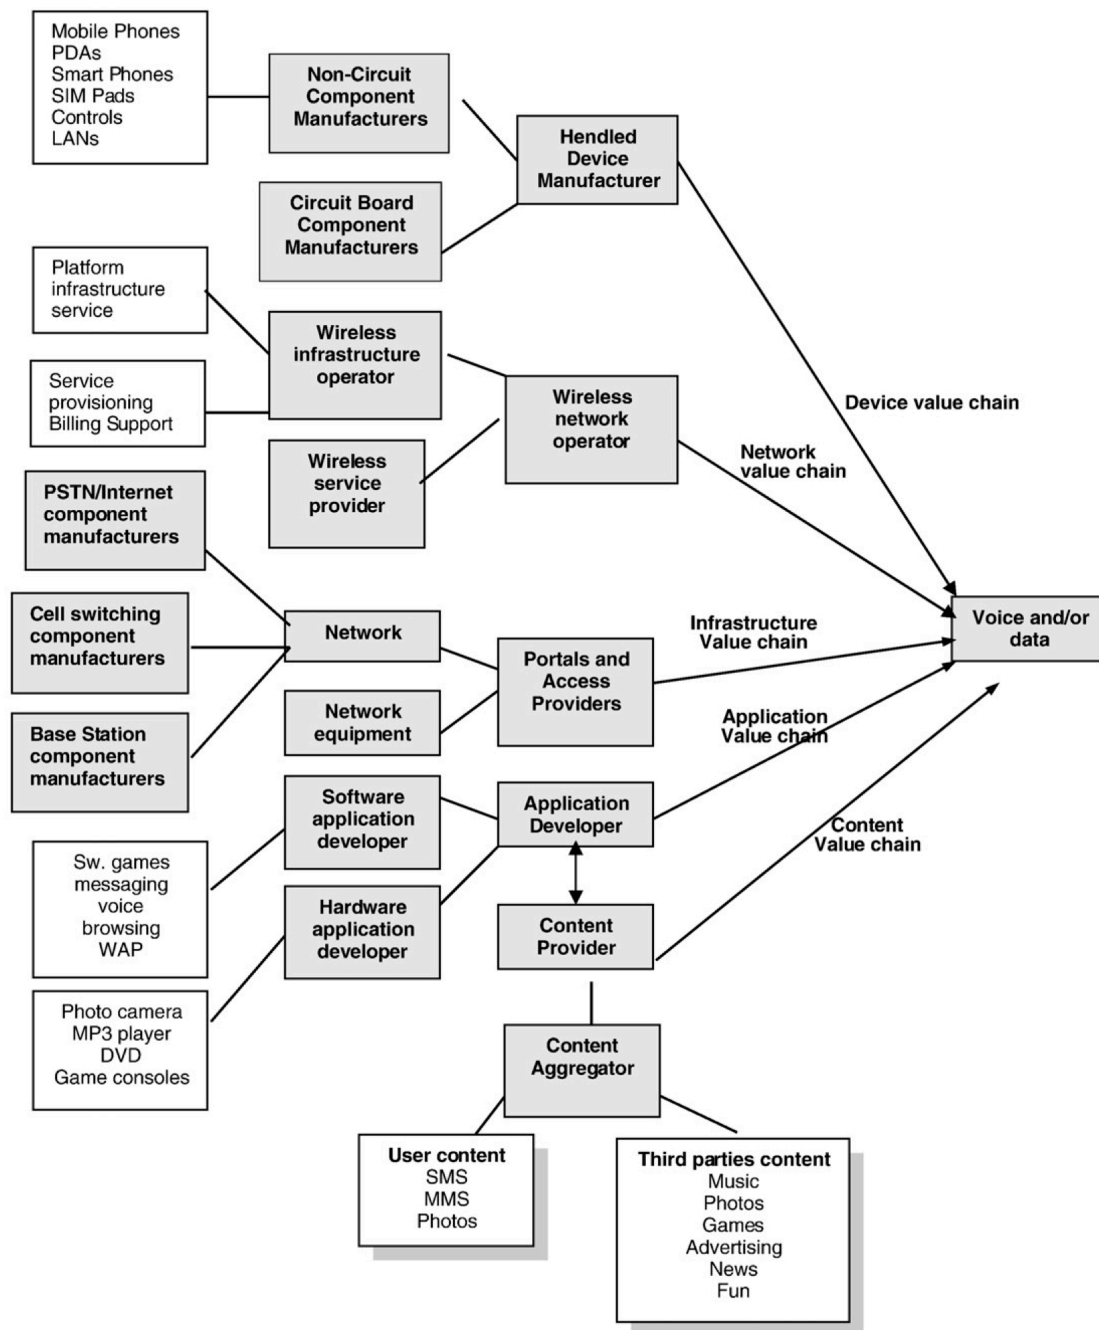 Mobile Phones
PDAs
Smart Phones
SIM Pads
Controls
LANs
Non-Circuit
Component
Manufacturers
Hendled
Device
Manufacturer
Circuit Board
Component
Manufacturers
Platform
infrastructure
service
Wireless
infrastructure
operator
Service
provisioning
Billing Support
Wireless
network
operator
Device value chain
Network
value chain
Wireless
service
provider
PSTN/Internet
component
manufacturers
Cell switching
component
manufacturers
Network
Infrastructure
Value chain
Voice and/or
data
Portals and
Access
Providers
Base Station
component
manufacturers
Network
equipment
Application
Value chain
Software
application
developer
Application
Developer
Content
Value chain
Sw. games
messaging
voice
browsing
WAP
Hardware
application
developer
Content
Provider
Photo camera
MP3 player
DVD
Game consoles
Content
Aggregator
User content
SMS
MMS
Photos
Third parties content
Music
Photos
Games
Advertising
News
Fun